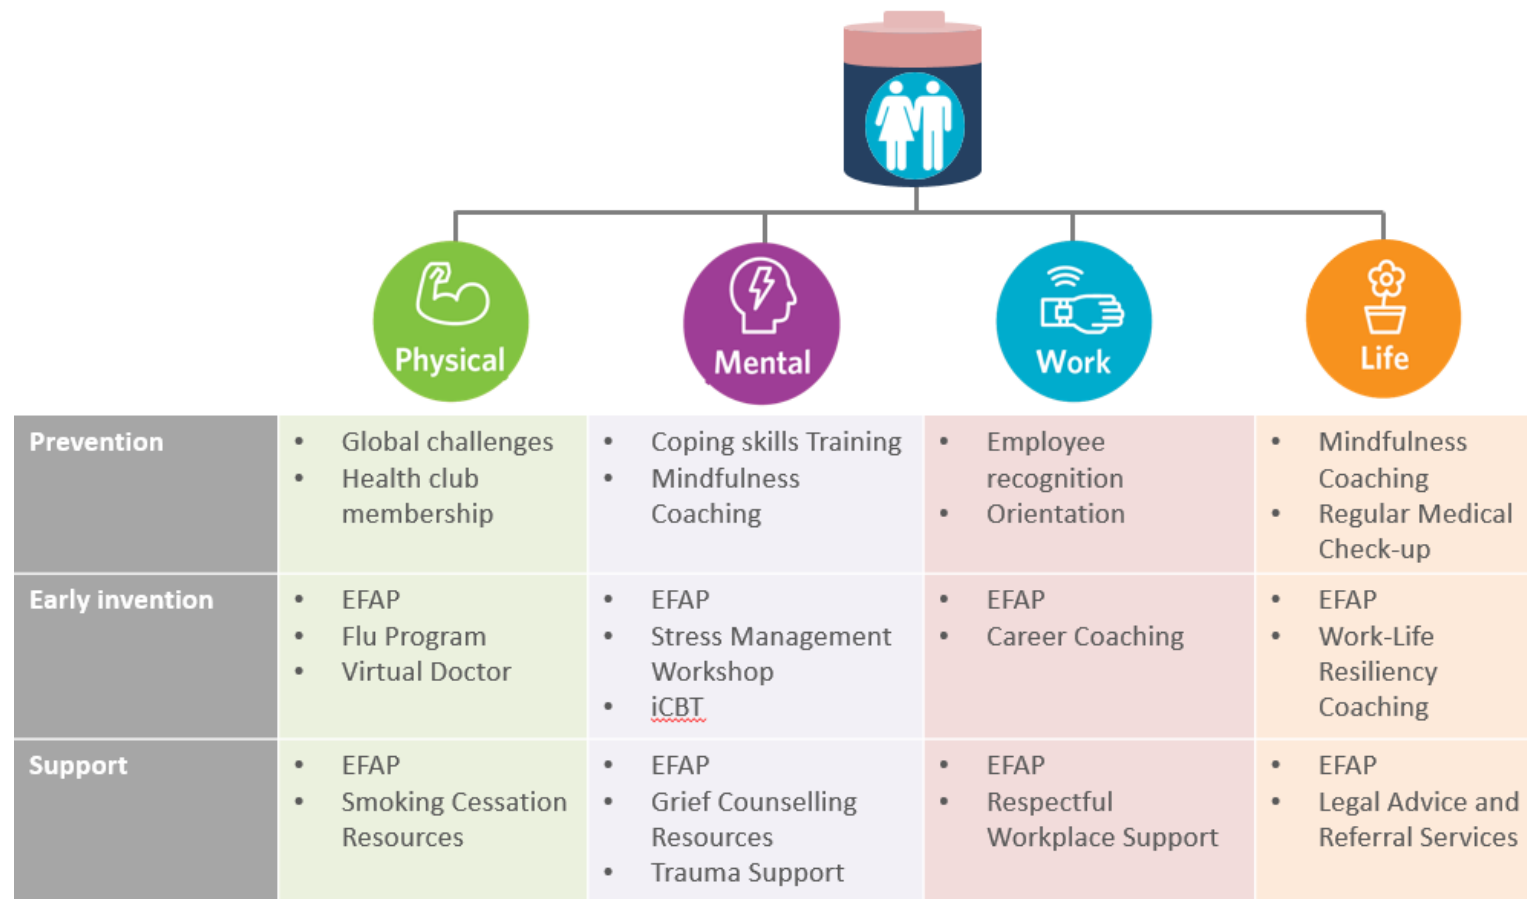 Physical
Mental
Work
Life
Prevention
• Global challenges
• Health club
membership
• Coping skills Training
• Mindfulness
Coaching
• Employee
recognition
• Orientation
• Mindfulness
Coaching
• Regular Medical
Check-up
Early invention
• EFAP
• Flu Program
• Virtual Doctor
• EFAP
• Stress Management
Workshop
• iCBT
• EFAP
• Career Coaching
• EFAP
• Work-Life
Resiliency
Coaching
Support
• EFAP
• Smoking Cessation
Resources
• EFAP
• Grief Counselling
Resources
• Trauma Support
• EFAP
• Respectful
Workplace Support
• EFAP
• Legal Advice and
Referral Services